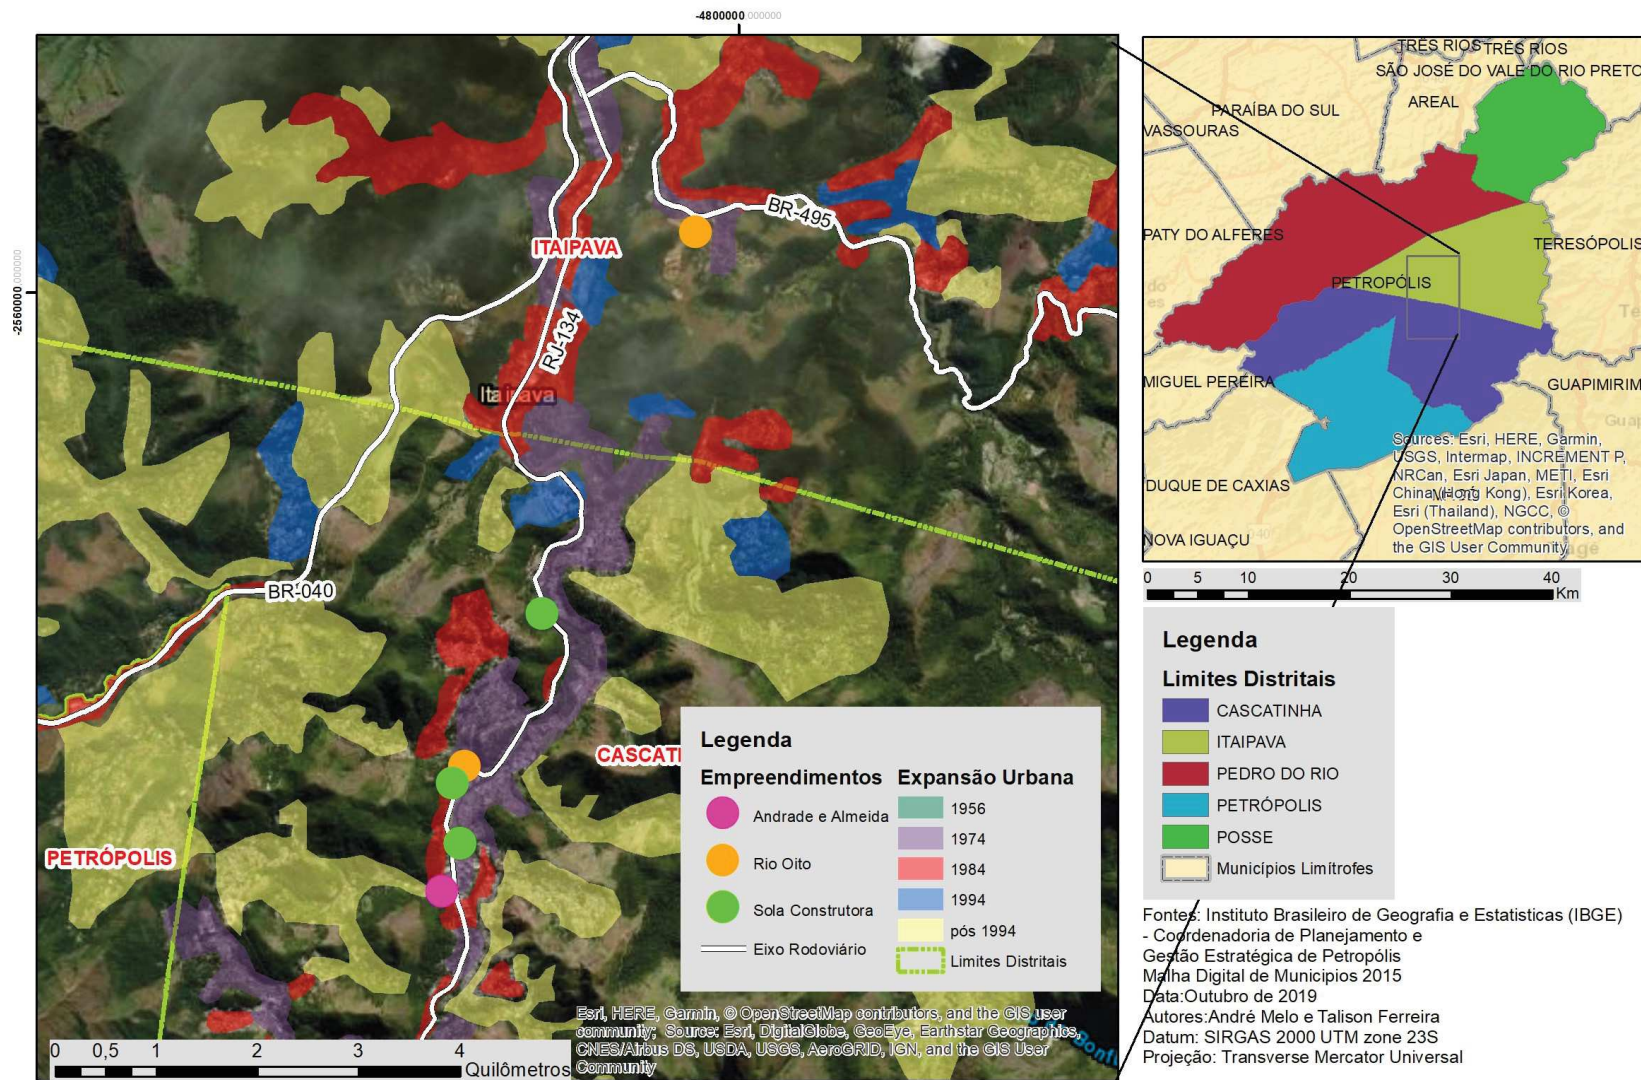 -4800000,000000
-2560000,000000
BR-495
ITAIPAVA
RJ-134
Itaipava
BR-040
CASCATI
PETRÓPOLIS
Legenda
Empreendimentos
Andrade e Almeida
Rio Oito
Sola Construtora
Eixo Rodoviário
Expansão Urbana
1956
1974
1984
1994
pós 1994
Limites Distritais
Esri, HERE, Garmin, © OpenStreetMap contributors, and the GIS user
community; Source: Esri, DigitalGlobe, GeoEye, Earthstar Geographics,
CNES/Airbus DS, USDA, USGS, AeroGRID, IGN, and the GIS User
Community
0 0,5 1 2 3 4
Quilômetros
TRÊS RIOS TRÊS RIOS
SÃO JOSÉ DO VALE DO RIO PRETO
AREAL
PARAÍBA DO SUL
VASSOURAS
PATY DO ALFERES
TERESÓPOLIS
PETROPÓLIS
MIGUEL PEREIRA
GUAPIMIRIM
DUQUE DE CAXIAS
NOVA IGUAÇU
Sources: Esri, HERE, Garmin,
USGS, Intermap, INCREMENT P,
NRCan, Esri Japan, METI, Esri
China (Hong Kong), Esri Korea,
Esri (Thailand), NGCC, ©
OpenStreetMap contributors, and
the GIS User Community
0 5 10 20 30 40
Km
Legenda
Limites Distritais
CASCATINHA
ITAIPAVA
PEDRO DO RIO
PETRÓPOLIS
POSSE
Municípios Limítrofes
Fontes: Instituto Brasileiro de Geografia e Estatisticas (IBGE)
- Coordenadoria de Planejamento e
Gestão Estratégica de Petropólis
Malha Digital de Municipios 2015
Data:Outubro de 2019
Autores:André Melo e Talison Ferreira
Datum: SIRGAS 2000 UTM zone 23S
Projeção: Transverse Mercator Universal